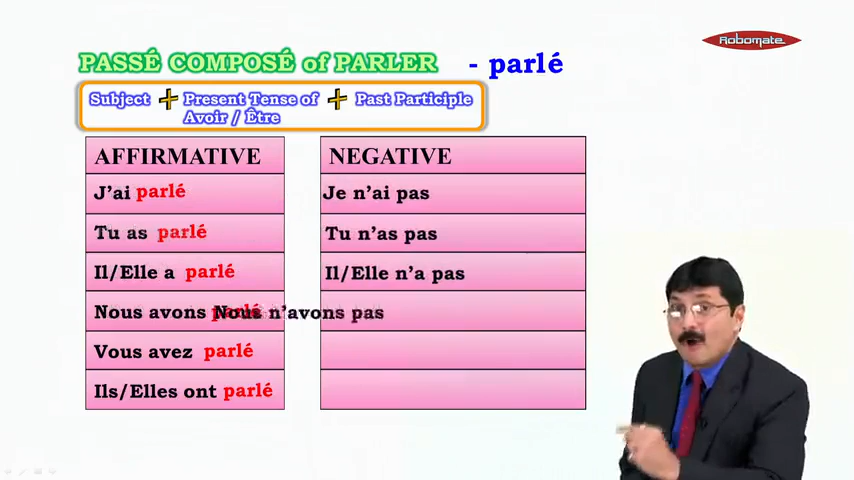 Robomate
PASSÉ COMPOSÉ of PARLER - parlé
Subject + Present Tense of + Past Participle
Avoir / Être
AFFIRMATIVE NEGATIVE
J'ai parlé Je n'ai pas
Tu as parlé Tu n'as pas
Il/Elle a parlé Il/Elle n'a pas
Nous avons parlé Nous n'avons pas
Vous avez parlé
Ils/Elles ont parlé